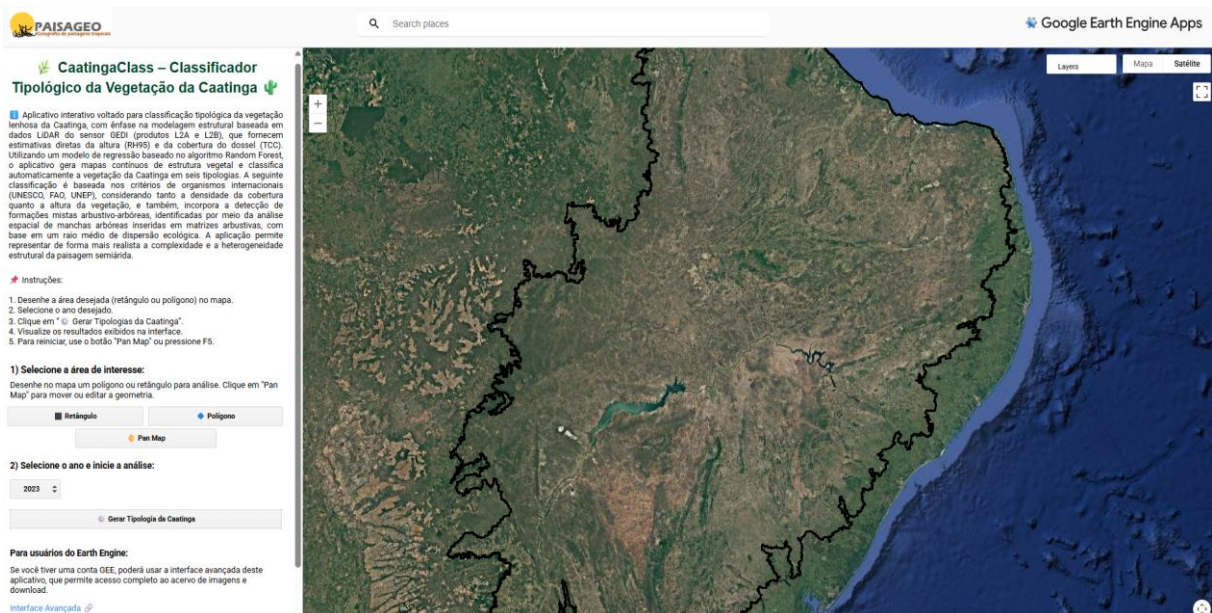 PAISAGEO
Geografia de paisagens tropicais
Search places
Google Earth Engine Apps
CaatingaClass – Classificador
Tipológico da Vegetação da Caatinga
Aplicativo interativo voltado para classificação tipológica da vegetação
lenhosa da Caatinga, com ênfase na modelagem estrutural baseada em
dados LiDAR do sensor GEDI (produtos L2A e L2B), que fornecem
estimativas diretas da altura (RH95) e da cobertura do dossel (TCC).
Utilizando um modelo de regressão baseado no algoritmo Random Forest,
o aplicativo gera mapas contínuos de estrutura vegetal e classifica
automaticamente a vegetação da Caatinga em seis tipologias. A seguinte
classificação é baseada nos critérios de organismos internacionais
(UNESCO, FAO, UNEP), considerando tanto a densidade da cobertura
quanto a altura da vegetação, e também, incorpora a detecção de
formações mistas arbustivo-arbóreas, identificadas por meio da análise
espacial de manchas arbóreas inseridas em matrizes arbustivas, com
base em um raio médio de dispersão ecológica. A aplicação permite
representar de forma mais realista a complexidade e a heterogeneidade
estrutural da paisagem semiárida.
Instruções:
1. Desenhe a área desejada (retângulo ou polígono) no mapa.
2. Selecione o ano desejado.
3. Clique em " Gerar Tipologias da Caatinga".
4. Visualize os resultados exibidos na interface.
5. Para reiniciar, use o botão "Pan Map" ou pressione F5.
1) Selecione a área de interesse:
Desenhe no mapa um polígono ou retângulo para análise. Clique em "Pan
Map" para mover ou editar a geometria.
Retângulo
Polígono
Pan Map
2) Selecione o ano e inicie a análise:
2023
Gerar Tipologia da Caatinga
Para usuários do Earth Engine:
Se você tiver uma conta GEE, poderá usar a interface avançada deste
aplicativo, que permite acesso completo ao acervo de imagens e
download.
Interface Avançada
+
−
Layers
Mapa
Satélite